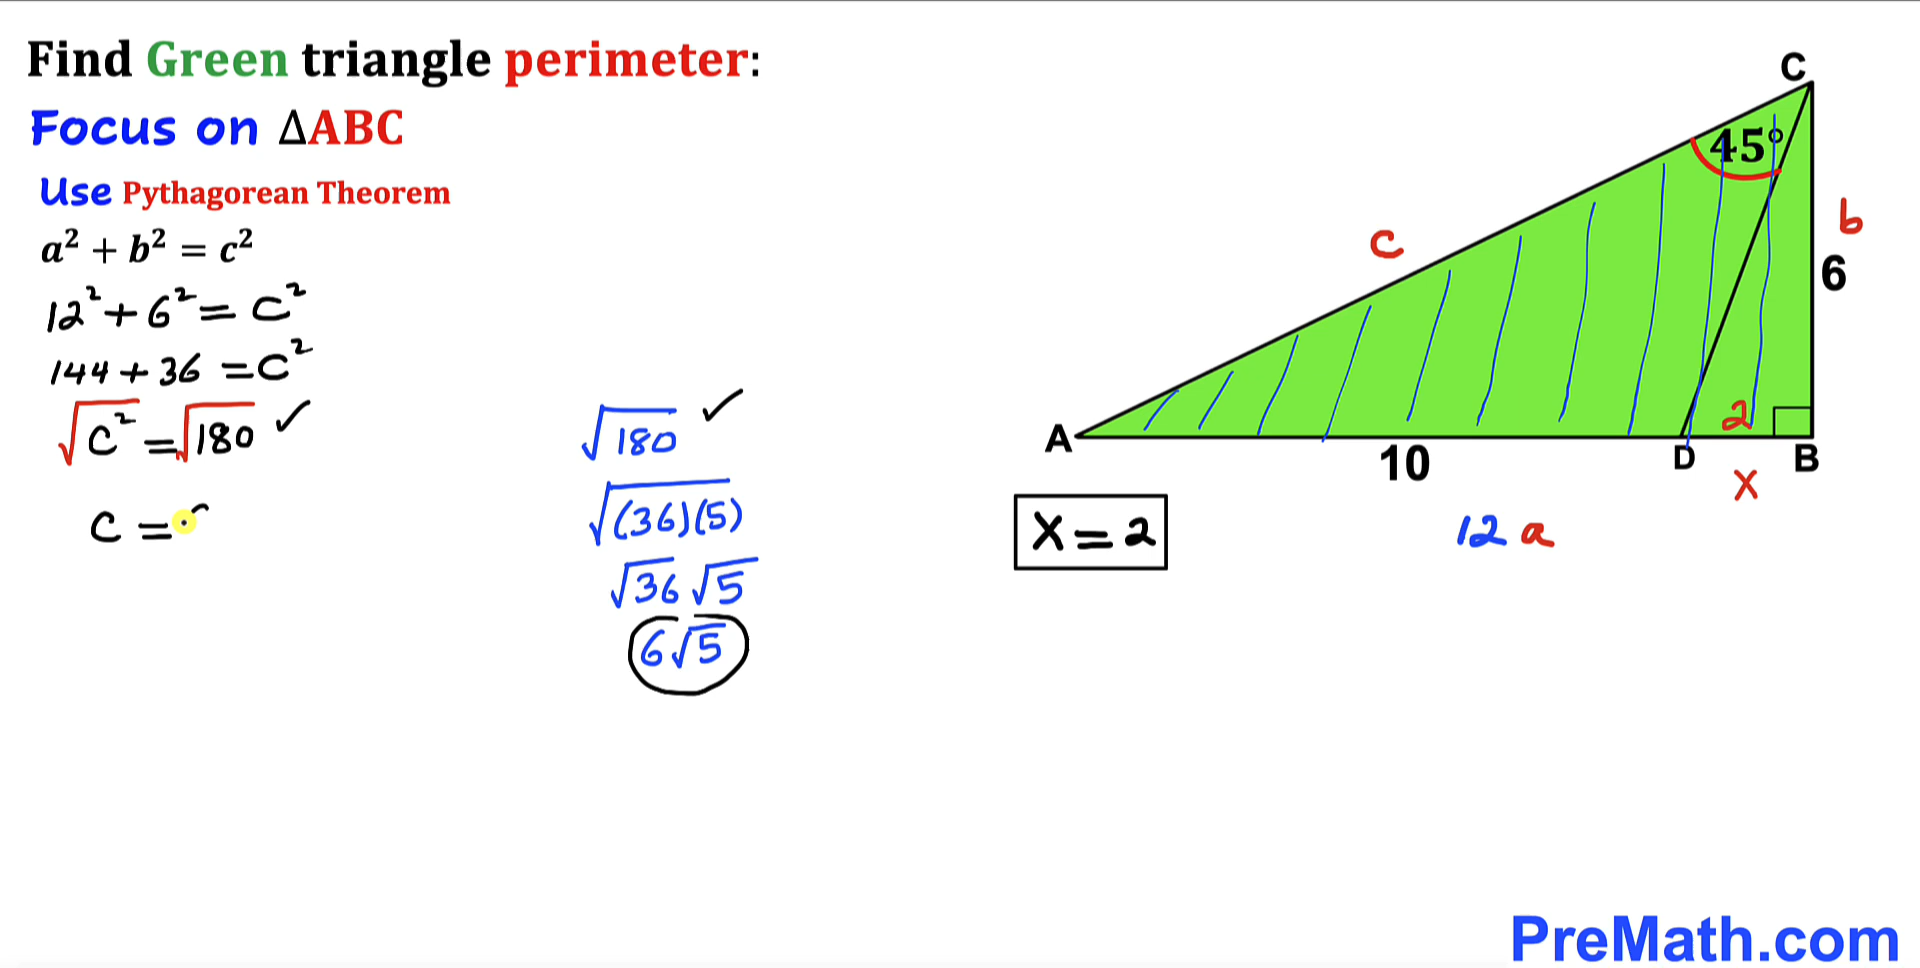 Find Green triangle perimeter:
Focus on ΔABC
Use Pythagorean Theorem
a² + b² = c²
12² + 6² = c²
144 + 36 = c²
√c² = √180 ✓
c =
√180 ✓
√(36)(5)
√36 √5
6√5
C
45°
b
c
6
2
A
10
D
B
x
x = 2
12 a
PreMath.com